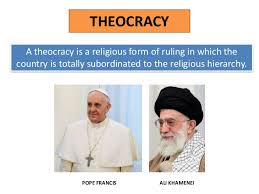 THEOCRACY
A theocracy is a religious form of ruling in which the
country is totally subordinated to the religious hierarchy.
POPE FRANCIS
ALI KHAMENEI